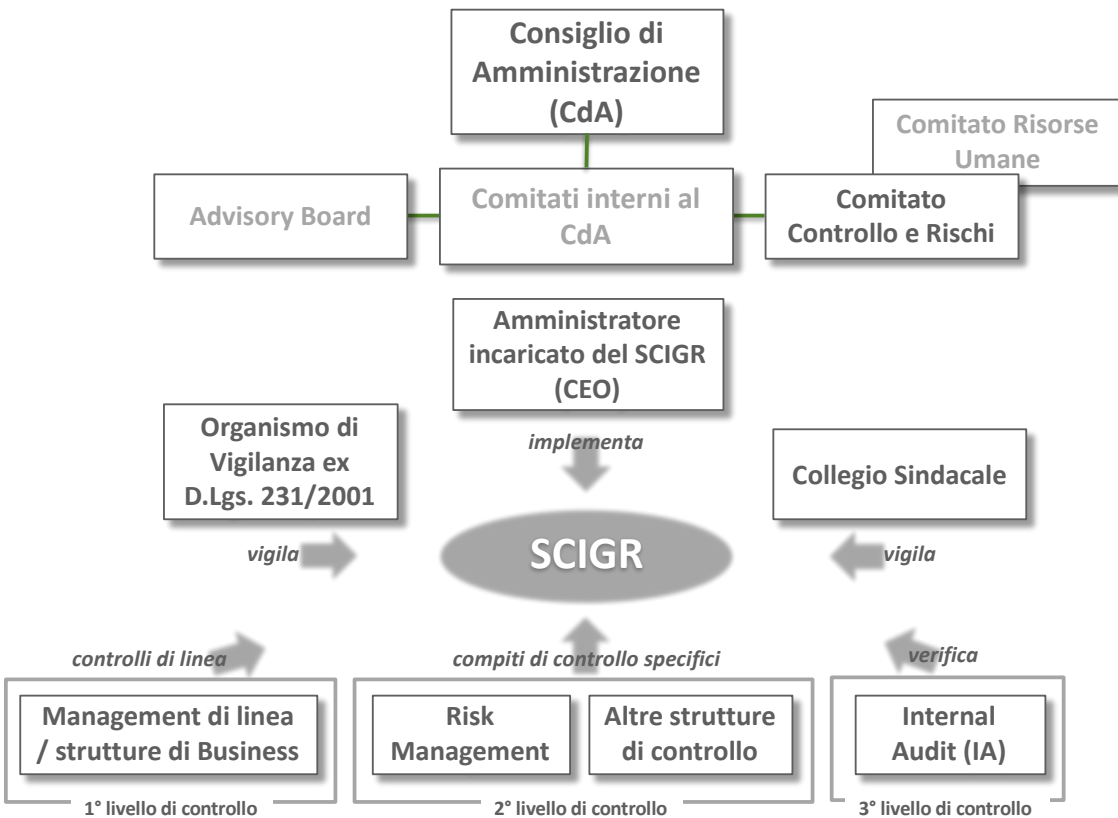 Consiglio di
Amministrazione
(CdA)
Comitato Risorse
Umane
Advisory Board
Comitati interni al
CdA
Comitato
Controllo e Rischi
Amministratore
incaricato del SCIGR
(CEO)
Organismo di
Vigilanza ex
D.Lgs. 231/2001
implementa
Collegio Sindacale
vigila
SCIGR
vigila
controlli di linea
compiti di controllo specifici
verifica
Management di linea
/ strutture di Business
Risk
Management
Altre strutture
di controllo
Internal
Audit (IA)
1° livello di controllo
2° livello di controllo
3° livello di controllo